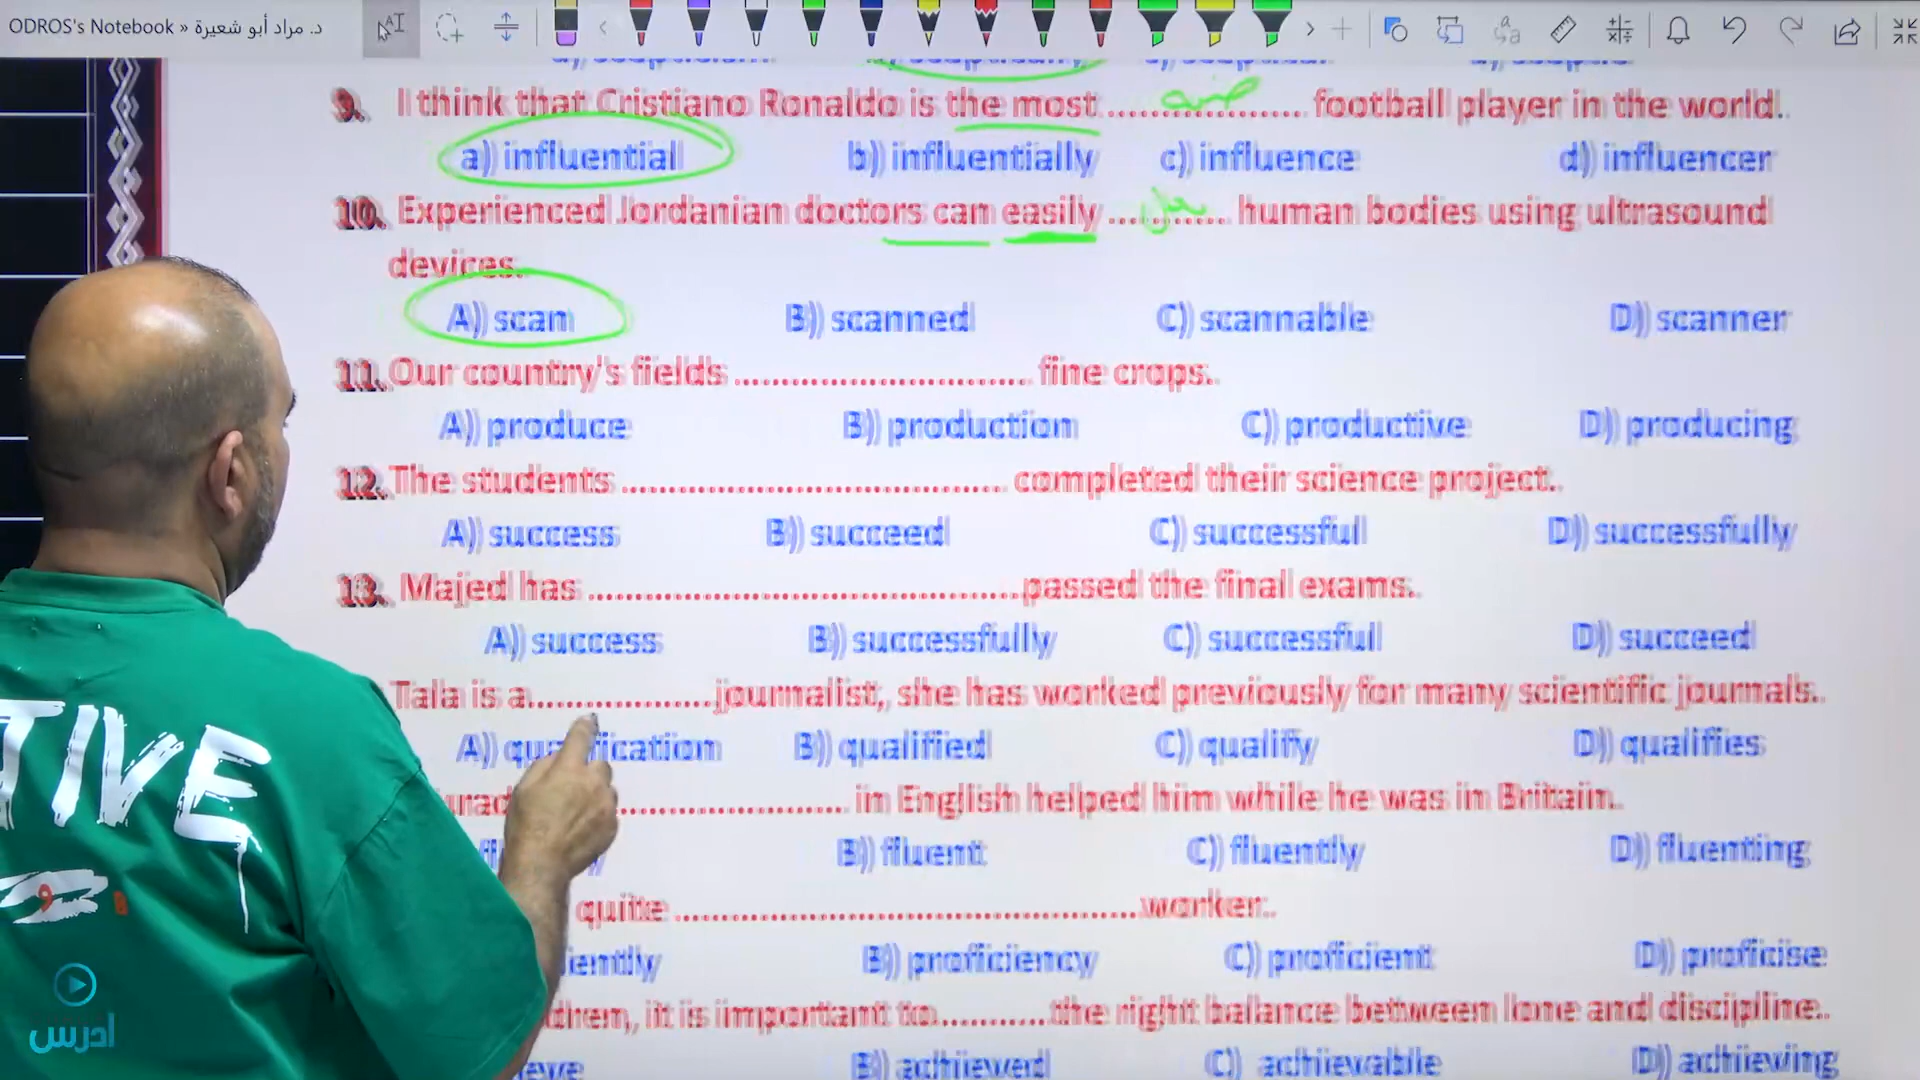 ODROS's Notebook » د. مراد أبو شعيرة
9. I think that Cristiano Ronaldo is the most .................... football player in the world.
a) influential b) influentially c) influence d) influencer
10. Experienced Jordanian doctors can easily ............ human bodies using ultrasound
devices.
A) scan B) scanned C) scannable D) scanner
11. Our country's fields .............................. fine crops.
A) produce B) production C) productive D) producing
12. The students ....................................... completed their science project.
A) success B) succeed C) successful D) successfully
13. Majed has ............................................passed the final exams.
A) success B) successfully C) successful D) succeed
Tala is a...................journalist, she has worked previously for many scientific journals.
A) qualification B) qualified C) qualify D) qualifies
....................... in English helped him while he was in Britain.
B) fluent C) fluently D) fluenting
quite ...............................................worker.
B) proficiency C) proficient D) proficise
it is important to...........the right balance between lone and discipline.
B) achieved C) achievable D) achieving
TIVE
ادرس